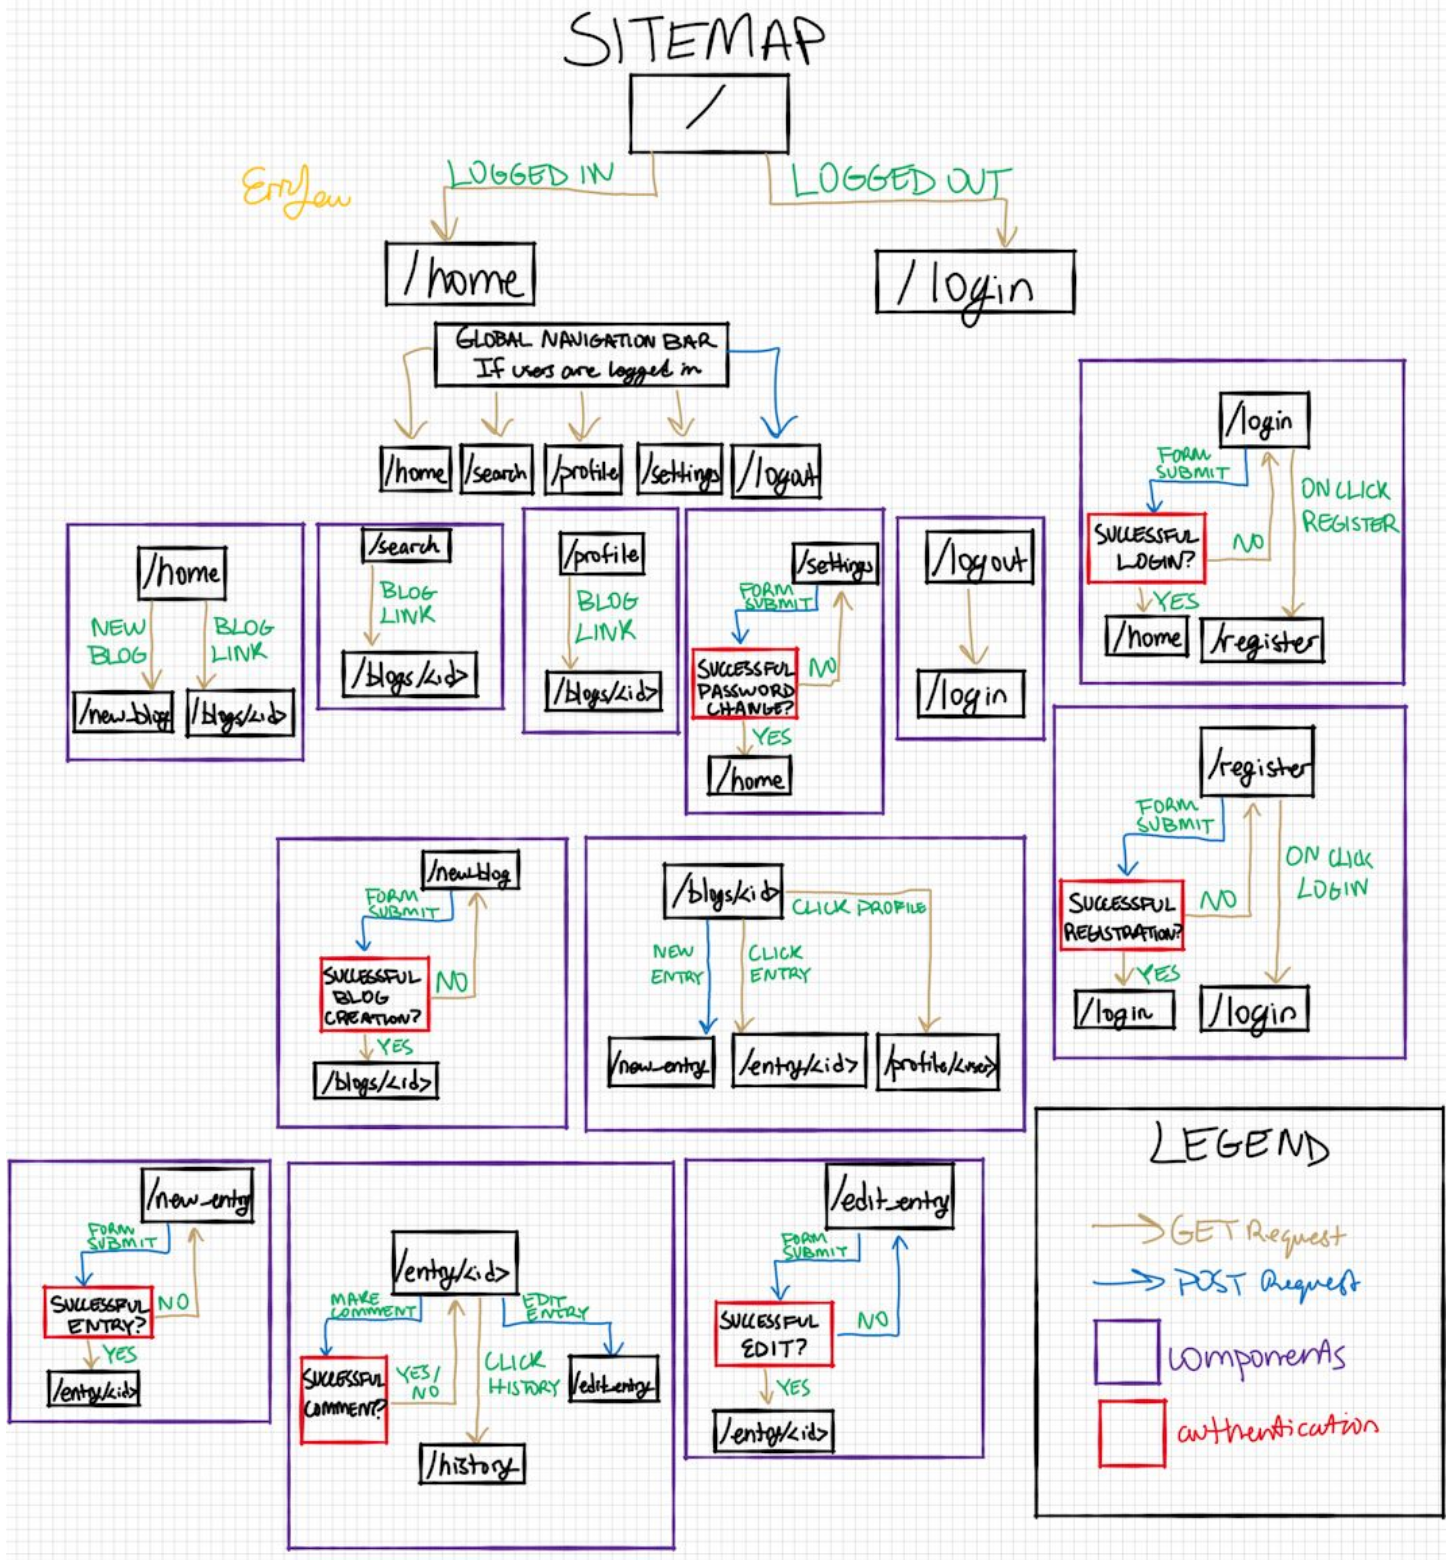 SITEMAP
/
LOGGED IN
LOGGED OUT
/home
/login
GLOBAL NAVIGATION BAR
If users are logged in
/home
/search
/profile
/settings
/logout
/home
NEW
BLOG
BLOG
LINK
/new_blog
/blogs/<id>
/search
BLOG
LINK
/blogs/<id>
/profile
BLOG
LINK
/blogs/<id>
/settings
FORM
SUBMIT
SUCCESSFUL
PASSWORD
CHANGE?
NO
YES
/home
/logout
/login
/login
FORM
SUBMIT
ON CLICK
REGISTER
SUCCESSFUL
LOGIN?
NO
YES
/home
/register
/register
FORM
SUBMIT
ON CLICK
LOGIN
SUCCESSFUL
REGISTRATION?
NO
YES
/login
/login
/new_blog
FORM
SUBMIT
SUCCESSFUL
BLOG
CREATION?
NO
YES
/blogs/<id>
/blogs/<id>
CLICK PROFILE
NEW
ENTRY
CLICK
ENTRY
/new_entry
/entry/<id>
/profile/<user>
/new_entry
FORM
SUBMIT
SUCCESSFUL
ENTRY?
NO
YES
/entry/<id>
/entry/<id>
MAKE
COMMENT
EDIT
ENTRY
SUCCESSFUL
COMMENT?
YES/
NO
CLICK
HISTORY
/edit_entry
/history
/edit_entry
FORM
SUBMIT
SUCCESSFUL
EDIT?
NO
YES
/entry/<id>
LEGEND
GET Request
POST Request
components
authentication